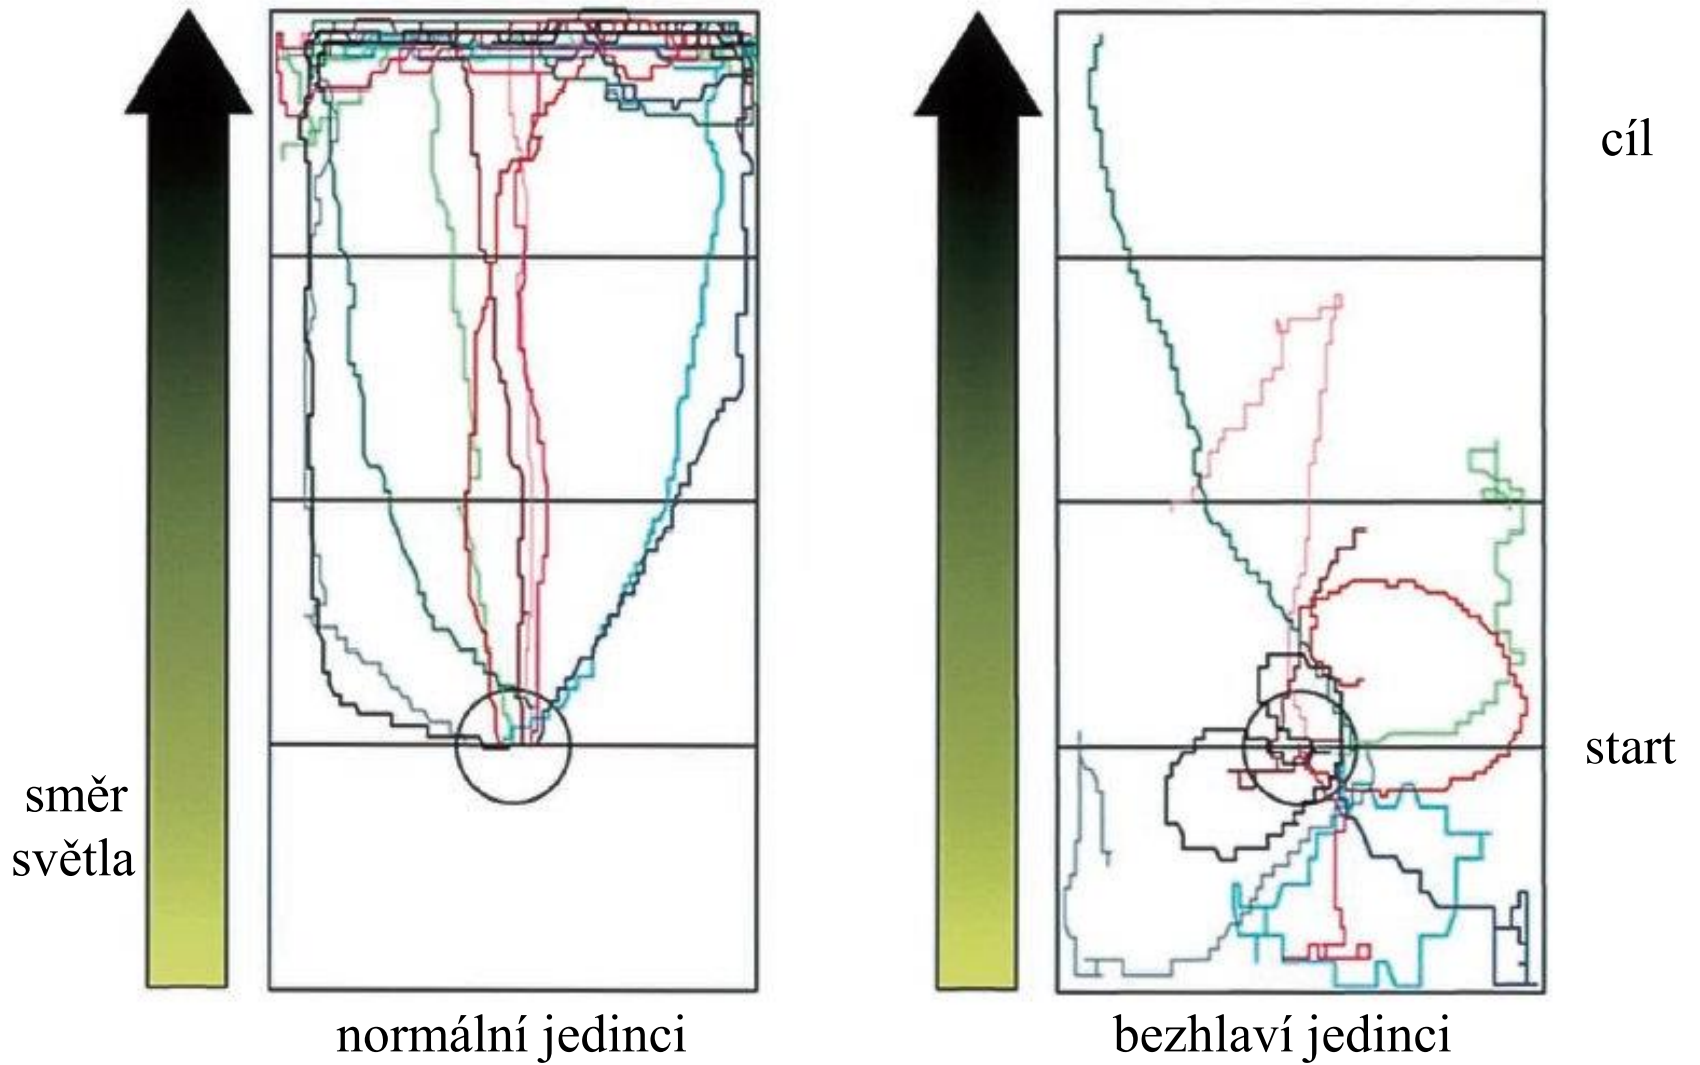 cíl
start
směr
světla
normální jedinci
bezhlaví jedinci